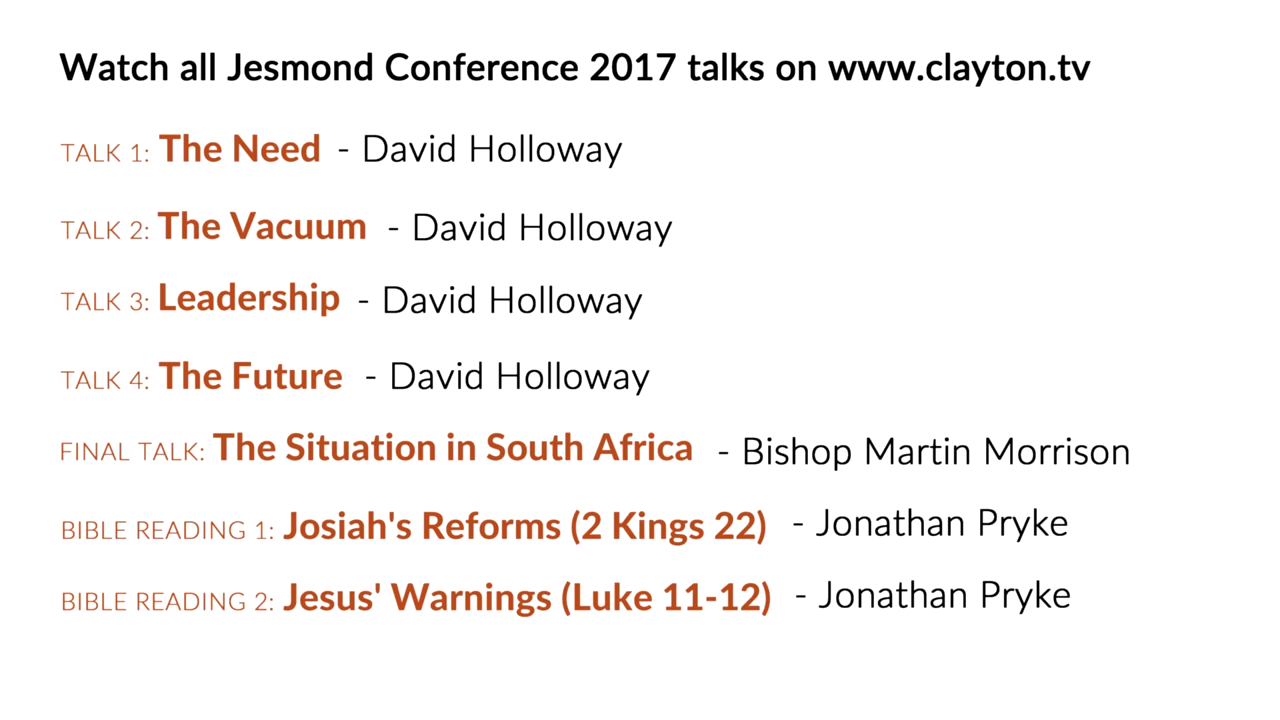 Watch all Jesmond Conference 2017 talks on www.clayton.tv
TALK 1: The Need - David Holloway
TALK 2: The Vacuum - David Holloway
TALK 3: Leadership - David Holloway
TALK 4: The Future - David Holloway
FINAL TALK: The Situation in South Africa - Bishop Martin Morrison
BIBLE READING 1: Josiah's Reforms (2 Kings 22) - Jonathan Pryke
BIBLE READING 2: Jesus' Warnings (Luke 11-12) - Jonathan Pryke